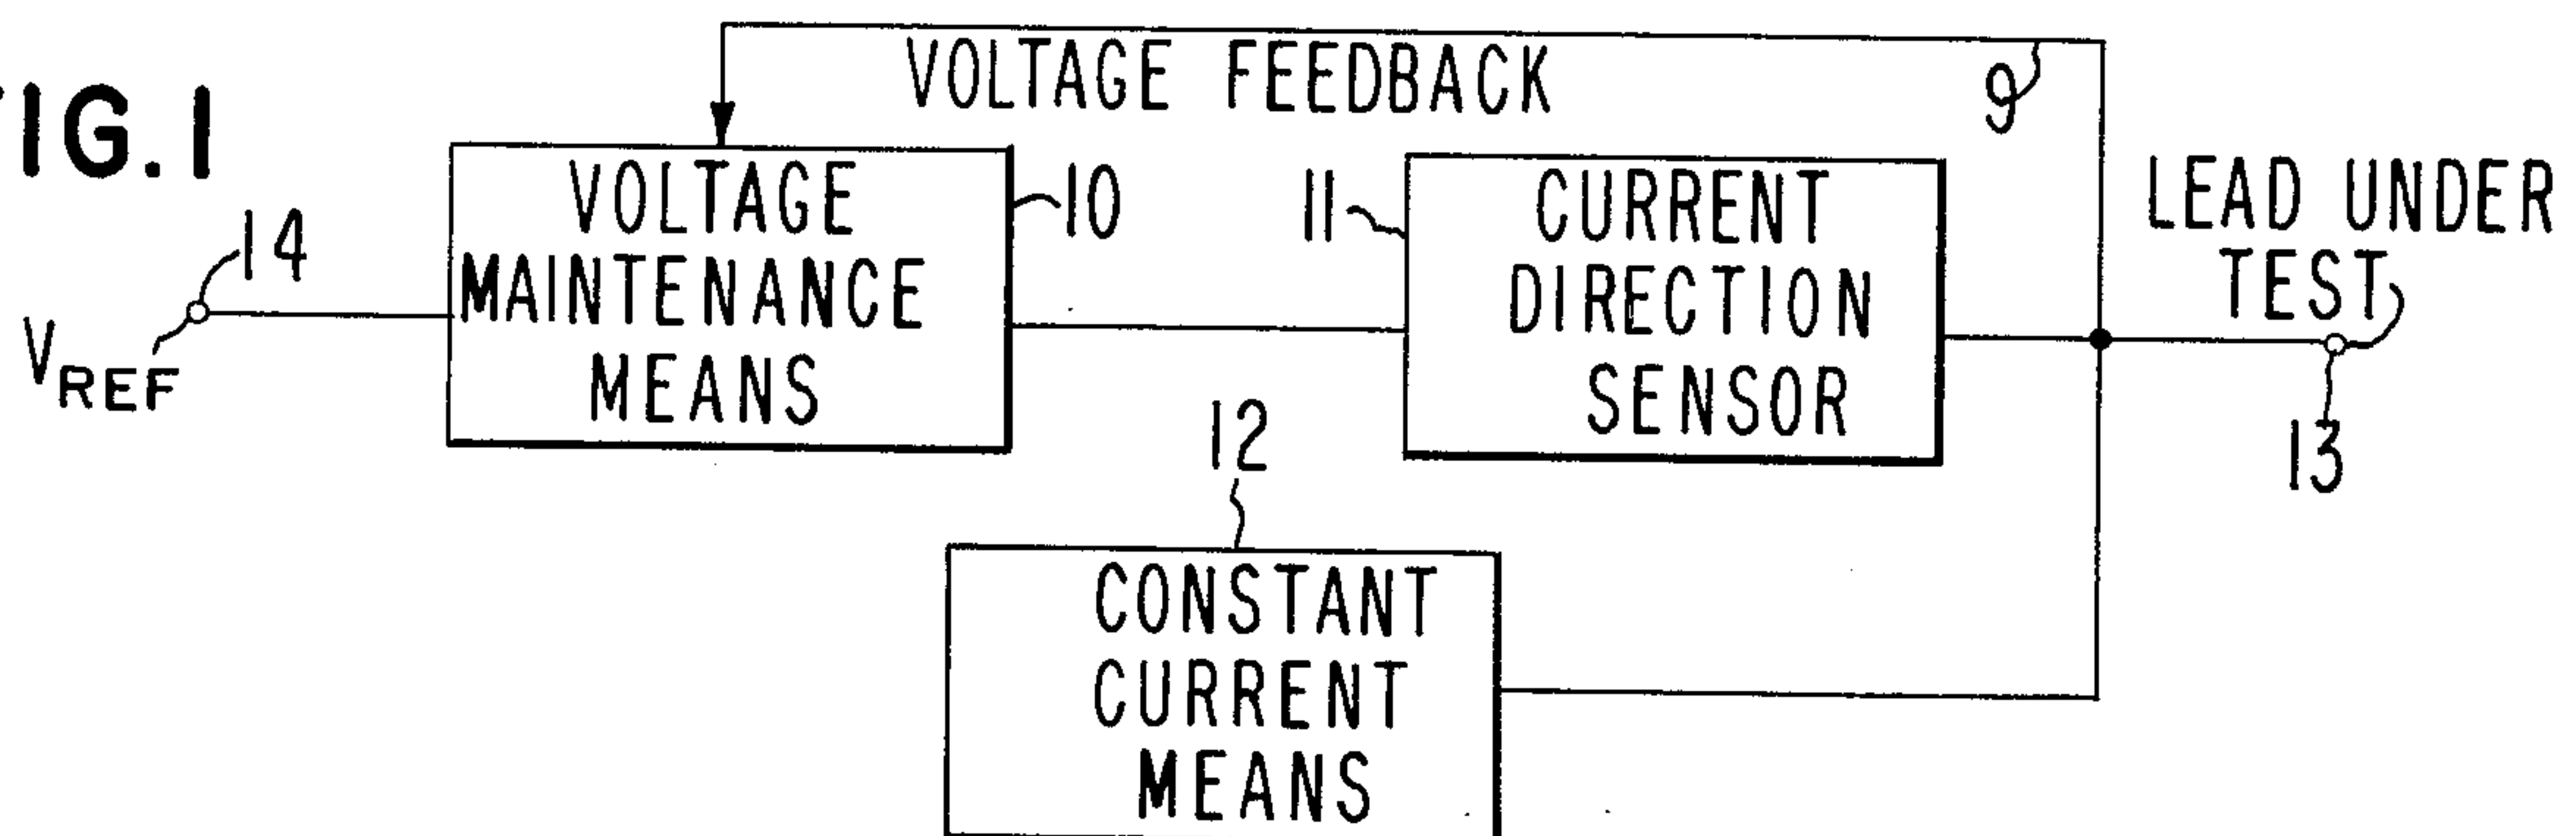 FIG.1
VOLTAGE FEEDBACK
9
VOLTAGE
MAINTENANCE
MEANS
10
11
CURRENT
DIRECTION
SENSOR
LEAD UNDER
TEST
14
VREF
13
12
CONSTANT
CURRENT
MEANS